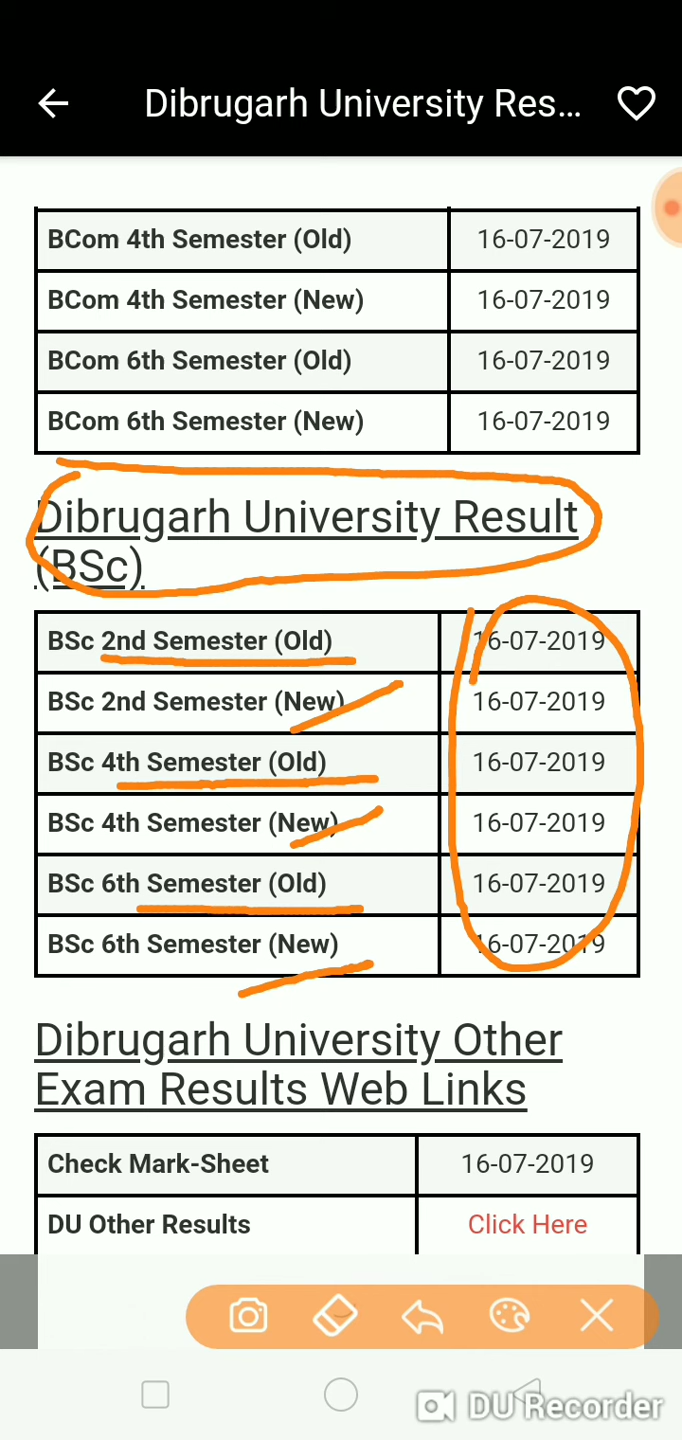 Dibrugarh University Res...
BCom 4th Semester (Old) 16-07-2019
BCom 4th Semester (New) 16-07-2019
BCom 6th Semester (Old) 16-07-2019
BCom 6th Semester (New) 16-07-2019
Dibrugarh University Result
(BSc)
BSc 2nd Semester (Old) 16-07-2019
BSc 2nd Semester (New) 16-07-2019
BSc 4th Semester (Old) 16-07-2019
BSc 4th Semester (New) 16-07-2019
BSc 6th Semester (Old) 16-07-2019
BSc 6th Semester (New) 16-07-2019
Dibrugarh University Other
Exam Results Web Links
Check Mark-Sheet 16-07-2019
DU Other Results Click Here
DU Recorder